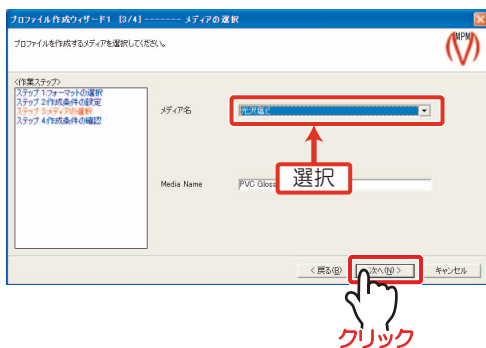 プロファイル作成ウィザード1 [3/4] ------- メディアの選択
プロファイルを作成するメディアを選択してください。
MPM
<作業ステップ>
ステップ 1:フォーマットの選択
ステップ 2:作成条件の設定
ステップ 3:メディアの選択
ステップ 4:作成条件の確認
メディア名
光沢塩ビ
選択
Media Name
PVC Gloss
< 戻る(B)
次へ(N) >
キャンセル
クリック